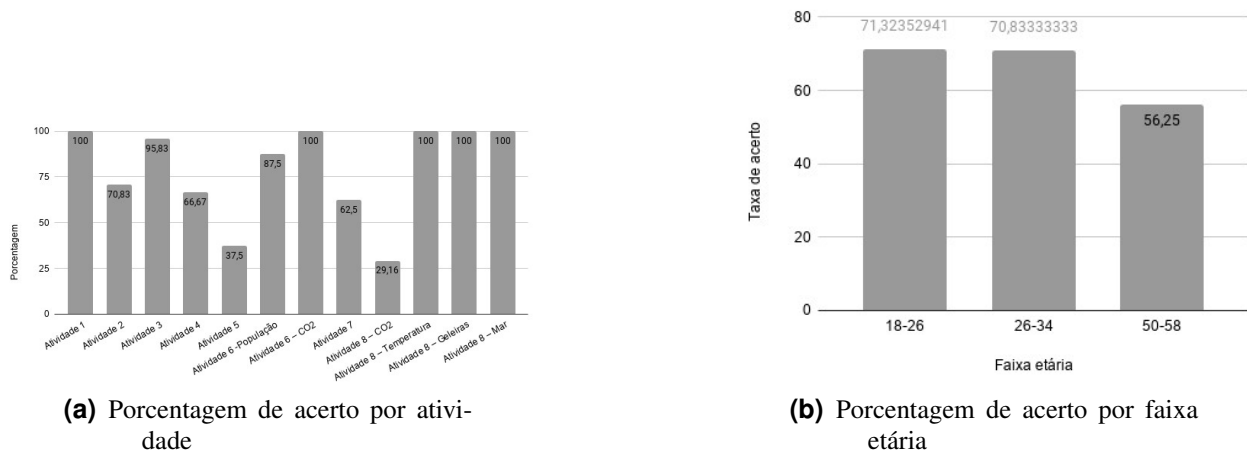 Porcentagem
100
75
50
25
0
100
70,83
95,83
66,67
37,5
87,5
100
62,5
29,16
100
100
100
Atividade 1
Atividade 2
Atividade 3
Atividade 4
Atividade 5
Atividade 6 -População
Atividade 6 – CO2
Atividade 7
Atividade 8 – CO2
Atividade 8 – Temperatura
Atividade 8 – Geleiras
Atividade 8 – Mar
(a) Porcentagem de acerto por ativi-
dade
Taxa de acerto
80
60
40
20
0
71,32352941
70,83333333
56,25
18-26
26-34
50-58
Faixa etária
(b) Porcentagem de acerto por faixa
etária